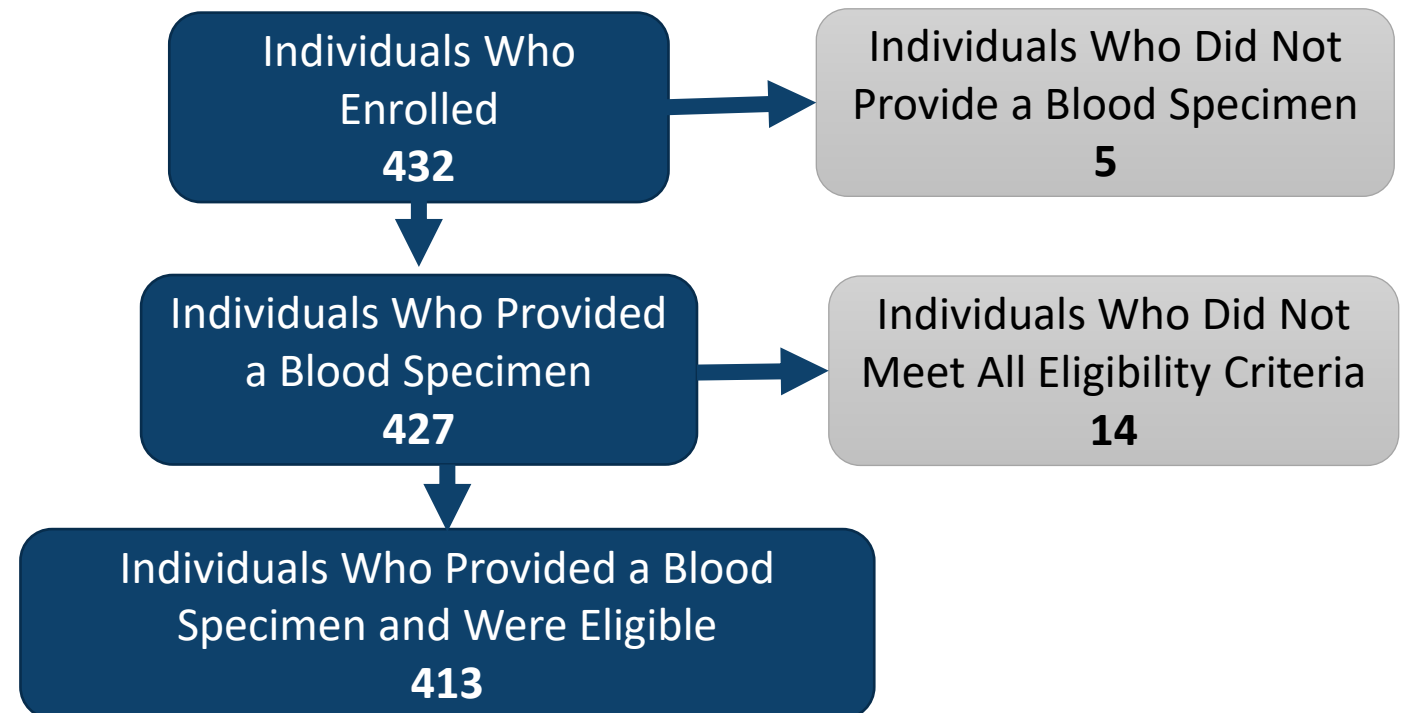 Individuals Who
Enrolled
432
Individuals Who Did Not
Provide a Blood Specimen
5
Individuals Who Provided
a Blood Specimen
427
Individuals Who Did Not
Meet All Eligibility Criteria
14
Individuals Who Provided a Blood
Specimen and Were Eligible
413